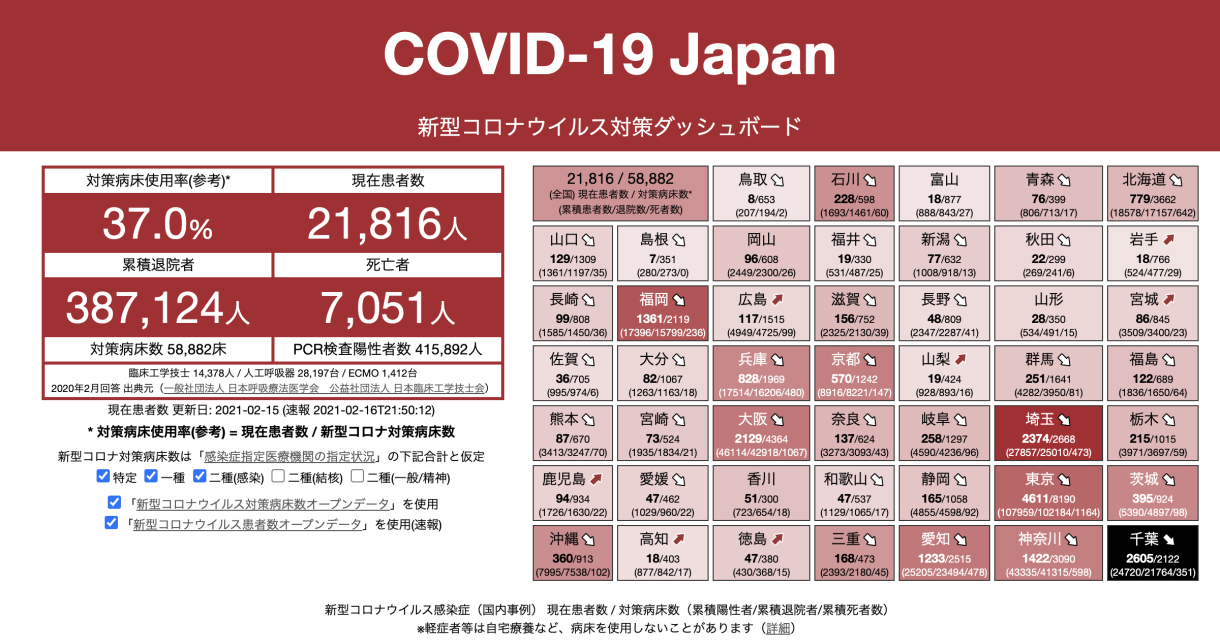 COVID-19 Japan
新型コロナウイルス対策ダッシュボード
対策病床使用率(参考)*
現在患者数
37.0%
21,816人
累積退院者
死亡者
387,124人
7,051人
対策病床数 58,882床
PCR検査陽性者数 415,892人
臨床工学技士 14,378人 / 人工呼吸器 28,197台 / ECMO 1,412台
2020年2月回答 出典元（一般社団法人 日本呼吸療法医学会　公益社団法人 日本臨床工学技士会）
現在患者数 更新日: 2021-02-15 (速報 2021-02-16T21:50:12)
* 対策病床使用率(参考) = 現在患者数 / 新型コロナ対策病床数
新型コロナ対策病床数は「感染症指定医療機関の指定状況」の下記合計と仮定
特定 一種 二種(感染) 二種(結核) 二種(一般/精神)
「新型コロナウイルス対策病床数オープンデータ」を使用
「新型コロナウイルス患者数オープンデータ」を使用(速報)
21,816 / 58,882
(全国) 現在患者数 / 対策病床数*
(累積患者数/退院数/死者数)
鳥取
8/653
(207/194/2)
石川
228/598
(1693/1461/60)
富山
18/877
(888/843/27)
青森
76/399
(806/713/17)
北海道
779/3662
(18578/17157/642)
山口
129/1309
(1361/1197/35)
島根
7/351
(280/273/0)
岡山
96/608
(2449/2300/26)
福井
19/330
(531/487/25)
新潟
77/632
(1008/918/13)
秋田
22/299
(269/241/6)
岩手
18/766
(524/477/29)
長崎
99/808
(1585/1450/36)
福岡
1361/2119
(17396/15799/236)
広島
117/1515
(4949/4725/99)
滋賀
156/752
(2325/2130/39)
長野
48/809
(2347/2287/41)
山形
28/350
(534/491/15)
宮城
86/845
(3509/3400/23)
佐賀
36/705
(995/974/6)
大分
82/1067
(1263/1163/18)
兵庫
828/1969
(17514/16206/480)
京都
570/1242
(8916/8221/147)
山梨
19/424
(928/893/16)
群馬
251/1641
(4282/3950/81)
福島
122/689
(1836/1650/64)
熊本
87/670
(3413/3247/70)
宮崎
73/524
(1935/1834/21)
大阪
2129/4364
(46114/42918/1067)
奈良
137/624
(3273/3093/43)
岐阜
258/1297
(4590/4236/96)
埼玉
2374/2668
(27857/25010/473)
栃木
215/1015
(3971/3697/59)
鹿児島
94/934
(1726/1630/22)
愛媛
47/462
(1029/960/22)
香川
51/300
(723/654/18)
和歌山
47/537
(1129/1065/17)
静岡
165/1058
(4855/4598/92)
東京
4611/8190
(107959/102184/1164)
茨城
395/924
(5390/4897/98)
沖縄
360/913
(7995/7538/102)
高知
18/403
(877/842/17)
徳島
47/380
(430/368/15)
三重
168/473
(2393/2180/45)
愛知
1233/2515
(25205/23494/478)
神奈川
1422/3090
(43335/41315/598)
千葉
2605/2122
(24720/21764/351)
新型コロナウイルス感染症（国内事例） 現在患者数 / 対策病床数（累積陽性者/累積退院者/累積死者数）
※軽症者等は自宅療養など、病床を使用しないことがあります（詳細）